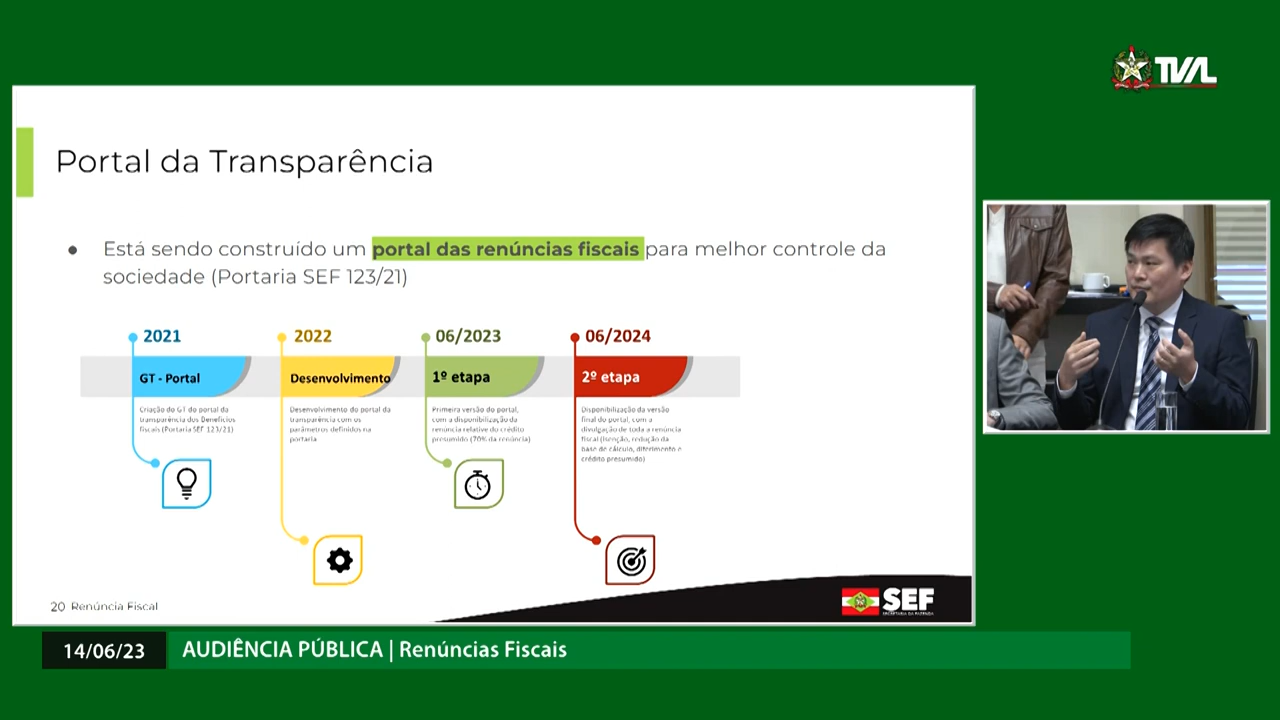 TVAL
Portal da Transparência
● Está sendo construído um portal das renúncias fiscais para melhor controle da
sociedade (Portaria SEF 123/21)
2021
2022
06/2023
06/2024
GT - Portal
Desenvolvimento
1º etapa
2º etapa
Criação do GT do portal da
transparência dos Benefícios
fiscais (Portaria SEF 123/21)
Desenvolvimento do portal da
transparência com os
parâmetros definidos na
portaria
Primeira versão do portal,
com a disponibilização da
renúncia relativa do crédito
presumido (70% da renúncia)
Disponibilização da versão
final do portal, com a
divulgação de toda a renúncia
fiscal (isenção, redução da
base de cálculo, diferimento e
crédito presumido)
20 Renúncia Fiscal
SEF
SECRETARIA DA FAZENDA
14/06/23
AUDIÊNCIA PÚBLICA | Renúncias Fiscais